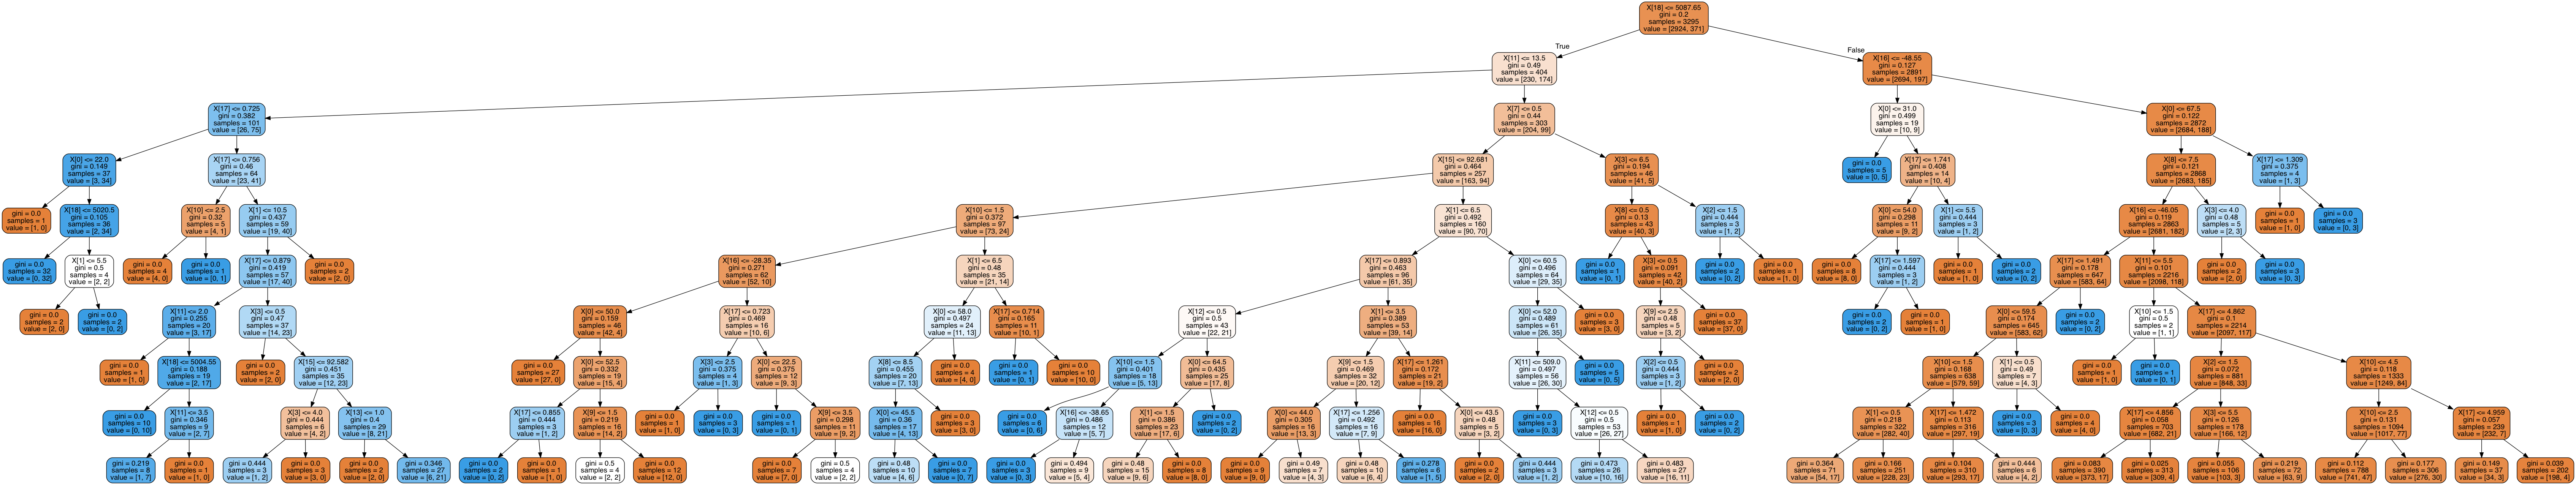 X[18] <= 5087.65
gini = 0.2
samples = 3295
value = [2924, 371]
True
False
X[11] <= 13.5
gini = 0.49
samples = 404
value = [230, 174]
X[16] <= -48.55
gini = 0.127
samples = 2891
value = [2694, 197]
X[17] <= 0.725
gini = 0.382
samples = 101
value = [26, 75]
X[7] <= 0.5
gini = 0.44
samples = 303
value = [204, 99]
X[0] <= 31.0
gini = 0.499
samples = 19
value = [10, 9]
X[0] <= 67.5
gini = 0.122
samples = 2872
value = [2684, 188]
X[0] <= 22.0
gini = 0.149
samples = 37
value = [3, 34]
X[17] <= 0.756
gini = 0.46
samples = 64
value = [23, 41]
X[15] <= 92.681
gini = 0.464
samples = 257
value = [163, 94]
X[3] <= 6.5
gini = 0.194
samples = 46
value = [41, 5]
gini = 0.0
samples = 5
value = [0, 5]
X[17] <= 1.741
gini = 0.408
samples = 14
value = [10, 4]
X[8] <= 7.5
gini = 0.121
samples = 2868
value = [2683, 185]
X[17] <= 1.309
gini = 0.375
samples = 4
value = [1, 3]
gini = 0.0
samples = 1
value = [1, 0]
X[18] <= 5020.5
gini = 0.105
samples = 36
value = [2, 34]
X[10] <= 2.5
gini = 0.32
samples = 5
value = [4, 1]
X[1] <= 10.5
gini = 0.437
samples = 59
value = [19, 40]
X[10] <= 1.5
gini = 0.372
samples = 97
value = [73, 24]
X[1] <= 6.5
gini = 0.492
samples = 160
value = [90, 70]
X[8] <= 0.5
gini = 0.13
samples = 43
value = [40, 3]
X[2] <= 1.5
gini = 0.444
samples = 3
value = [1, 2]
X[0] <= 54.0
gini = 0.298
samples = 11
value = [9, 2]
X[1] <= 5.5
gini = 0.444
samples = 3
value = [1, 2]
X[16] <= -46.05
gini = 0.119
samples = 2863
value = [2681, 182]
X[3] <= 4.0
gini = 0.48
samples = 5
value = [2, 3]
gini = 0.0
samples = 1
value = [1, 0]
gini = 0.0
samples = 3
value = [0, 3]
gini = 0.0
samples = 32
value = [0, 32]
X[1] <= 5.5
gini = 0.5
samples = 4
value = [2, 2]
gini = 0.0
samples = 4
value = [4, 0]
gini = 0.0
samples = 1
value = [0, 1]
X[17] <= 0.879
gini = 0.419
samples = 57
value = [17, 40]
gini = 0.0
samples = 2
value = [2, 0]
X[16] <= -28.35
gini = 0.271
samples = 62
value = [52, 10]
X[1] <= 6.5
gini = 0.48
samples = 35
value = [21, 14]
X[17] <= 0.893
gini = 0.463
samples = 96
value = [61, 35]
X[0] <= 60.5
gini = 0.496
samples = 64
value = [29, 35]
gini = 0.0
samples = 1
value = [0, 1]
X[3] <= 0.5
gini = 0.091
samples = 42
value = [40, 2]
gini = 0.0
samples = 2
value = [0, 2]
gini = 0.0
samples = 1
value = [1, 0]
gini = 0.0
samples = 8
value = [8, 0]
X[17] <= 1.597
gini = 0.444
samples = 3
value = [1, 2]
gini = 0.0
samples = 1
value = [1, 0]
gini = 0.0
samples = 2
value = [0, 2]
X[17] <= 1.491
gini = 0.178
samples = 647
value = [583, 64]
X[11] <= 5.5
gini = 0.101
samples = 2216
value = [2098, 118]
gini = 0.0
samples = 2
value = [2, 0]
gini = 0.0
samples = 3
value = [0, 3]
gini = 0.0
samples = 2
value = [2, 0]
gini = 0.0
samples = 2
value = [0, 2]
X[11] <= 2.0
gini = 0.255
samples = 20
value = [3, 17]
X[3] <= 0.5
gini = 0.47
samples = 37
value = [14, 23]
X[0] <= 50.0
gini = 0.159
samples = 46
value = [42, 4]
X[17] <= 0.723
gini = 0.469
samples = 16
value = [10, 6]
X[0] <= 58.0
gini = 0.497
samples = 24
value = [11, 13]
X[17] <= 0.714
gini = 0.165
samples = 11
value = [10, 1]
X[12] <= 0.5
gini = 0.5
samples = 43
value = [22, 21]
X[1] <= 3.5
gini = 0.389
samples = 53
value = [39, 14]
X[0] <= 52.0
gini = 0.489
samples = 61
value = [26, 35]
gini = 0.0
samples = 3
value = [3, 0]
X[9] <= 2.5
gini = 0.48
samples = 5
value = [3, 2]
gini = 0.0
samples = 37
value = [37, 0]
gini = 0.0
samples = 2
value = [0, 2]
gini = 0.0
samples = 1
value = [1, 0]
X[0] <= 59.5
gini = 0.174
samples = 645
value = [583, 62]
gini = 0.0
samples = 2
value = [0, 2]
X[10] <= 1.5
gini = 0.5
samples = 2
value = [1, 1]
X[17] <= 4.862
gini = 0.1
samples = 2214
value = [2097, 117]
gini = 0.0
samples = 1
value = [1, 0]
X[18] <= 5004.55
gini = 0.188
samples = 19
value = [2, 17]
gini = 0.0
samples = 2
value = [2, 0]
X[15] <= 92.582
gini = 0.451
samples = 35
value = [12, 23]
gini = 0.0
samples = 27
value = [27, 0]
X[0] <= 52.5
gini = 0.332
samples = 19
value = [15, 4]
X[3] <= 2.5
gini = 0.375
samples = 4
value = [1, 3]
X[0] <= 22.5
gini = 0.375
samples = 12
value = [9, 3]
X[8] <= 8.5
gini = 0.455
samples = 20
value = [7, 13]
gini = 0.0
samples = 4
value = [4, 0]
gini = 0.0
samples = 1
value = [0, 1]
gini = 0.0
samples = 10
value = [10, 0]
X[10] <= 1.5
gini = 0.401
samples = 18
value = [5, 13]
X[0] <= 64.5
gini = 0.435
samples = 25
value = [17, 8]
X[9] <= 1.5
gini = 0.469
samples = 32
value = [20, 12]
X[17] <= 1.261
gini = 0.172
samples = 21
value = [19, 2]
X[11] <= 509.0
gini = 0.497
samples = 56
value = [26, 30]
gini = 0.0
samples = 5
value = [0, 5]
X[2] <= 0.5
gini = 0.444
samples = 3
value = [1, 2]
gini = 0.0
samples = 2
value = [2, 0]
X[10] <= 1.5
gini = 0.168
samples = 638
value = [579, 59]
X[1] <= 0.5
gini = 0.49
samples = 7
value = [4, 3]
gini = 0.0
samples = 1
value = [1, 0]
gini = 0.0
samples = 1
value = [0, 1]
X[2] <= 1.5
gini = 0.072
samples = 881
value = [848, 33]
X[10] <= 4.5
gini = 0.118
samples = 1333
value = [1249, 84]
gini = 0.0
samples = 10
value = [0, 10]
X[11] <= 3.5
gini = 0.346
samples = 9
value = [2, 7]
X[3] <= 4.0
gini = 0.444
samples = 6
value = [4, 2]
X[13] <= 1.0
gini = 0.4
samples = 29
value = [8, 21]
X[17] <= 0.855
gini = 0.444
samples = 3
value = [1, 2]
X[9] <= 1.5
gini = 0.219
samples = 16
value = [14, 2]
gini = 0.0
samples = 1
value = [1, 0]
gini = 0.0
samples = 3
value = [0, 3]
gini = 0.0
samples = 1
value = [0, 1]
X[9] <= 3.5
gini = 0.298
samples = 11
value = [9, 2]
X[0] <= 45.5
gini = 0.36
samples = 17
value = [4, 13]
gini = 0.0
samples = 3
value = [3, 0]
gini = 0.0
samples = 6
value = [0, 6]
X[16] <= -38.65
gini = 0.486
samples = 12
value = [5, 7]
X[1] <= 1.5
gini = 0.386
samples = 23
value = [17, 6]
gini = 0.0
samples = 2
value = [0, 2]
X[0] <= 44.0
gini = 0.305
samples = 16
value = [13, 3]
X[17] <= 1.256
gini = 0.492
samples = 16
value = [7, 9]
gini = 0.0
samples = 16
value = [16, 0]
X[0] <= 43.5
gini = 0.48
samples = 5
value = [3, 2]
gini = 0.0
samples = 3
value = [0, 3]
X[12] <= 0.5
gini = 0.5
samples = 53
value = [26, 27]
gini = 0.0
samples = 1
value = [1, 0]
gini = 0.0
samples = 2
value = [0, 2]
X[1] <= 0.5
gini = 0.218
samples = 322
value = [282, 40]
X[17] <= 1.472
gini = 0.113
samples = 316
value = [297, 19]
gini = 0.0
samples = 3
value = [0, 3]
gini = 0.0
samples = 4
value = [4, 0]
X[17] <= 4.856
gini = 0.058
samples = 703
value = [682, 21]
X[3] <= 5.5
gini = 0.126
samples = 178
value = [166, 12]
X[10] <= 2.5
gini = 0.131
samples = 1094
value = [1017, 77]
X[17] <= 4.959
gini = 0.057
samples = 239
value = [232, 7]
gini = 0.219
samples = 8
value = [1, 7]
gini = 0.0
samples = 1
value = [1, 0]
gini = 0.444
samples = 3
value = [1, 2]
gini = 0.0
samples = 3
value = [3, 0]
gini = 0.0
samples = 2
value = [2, 0]
gini = 0.346
samples = 27
value = [6, 21]
gini = 0.0
samples = 2
value = [0, 2]
gini = 0.0
samples = 1
value = [1, 0]
gini = 0.5
samples = 4
value = [2, 2]
gini = 0.0
samples = 12
value = [12, 0]
gini = 0.0
samples = 7
value = [7, 0]
gini = 0.5
samples = 4
value = [2, 2]
gini = 0.48
samples = 10
value = [4, 6]
gini = 0.0
samples = 7
value = [0, 7]
gini = 0.0
samples = 3
value = [0, 3]
gini = 0.494
samples = 9
value = [5, 4]
gini = 0.48
samples = 15
value = [9, 6]
gini = 0.0
samples = 8
value = [8, 0]
gini = 0.0
samples = 9
value = [9, 0]
gini = 0.49
samples = 7
value = [4, 3]
gini = 0.48
samples = 10
value = [6, 4]
gini = 0.278
samples = 6
value = [1, 5]
gini = 0.0
samples = 2
value = [2, 0]
gini = 0.444
samples = 3
value = [1, 2]
gini = 0.473
samples = 26
value = [10, 16]
gini = 0.483
samples = 27
value = [16, 11]
gini = 0.364
samples = 71
value = [54, 17]
gini = 0.166
samples = 251
value = [228, 23]
gini = 0.104
samples = 310
value = [293, 17]
gini = 0.444
samples = 6
value = [4, 2]
gini = 0.083
samples = 390
value = [373, 17]
gini = 0.025
samples = 313
value = [309, 4]
gini = 0.055
samples = 106
value = [103, 3]
gini = 0.219
samples = 72
value = [63, 9]
gini = 0.112
samples = 788
value = [741, 47]
gini = 0.177
samples = 306
value = [276, 30]
gini = 0.149
samples = 37
value = [34, 3]
gini = 0.039
samples = 202
value = [198, 4]